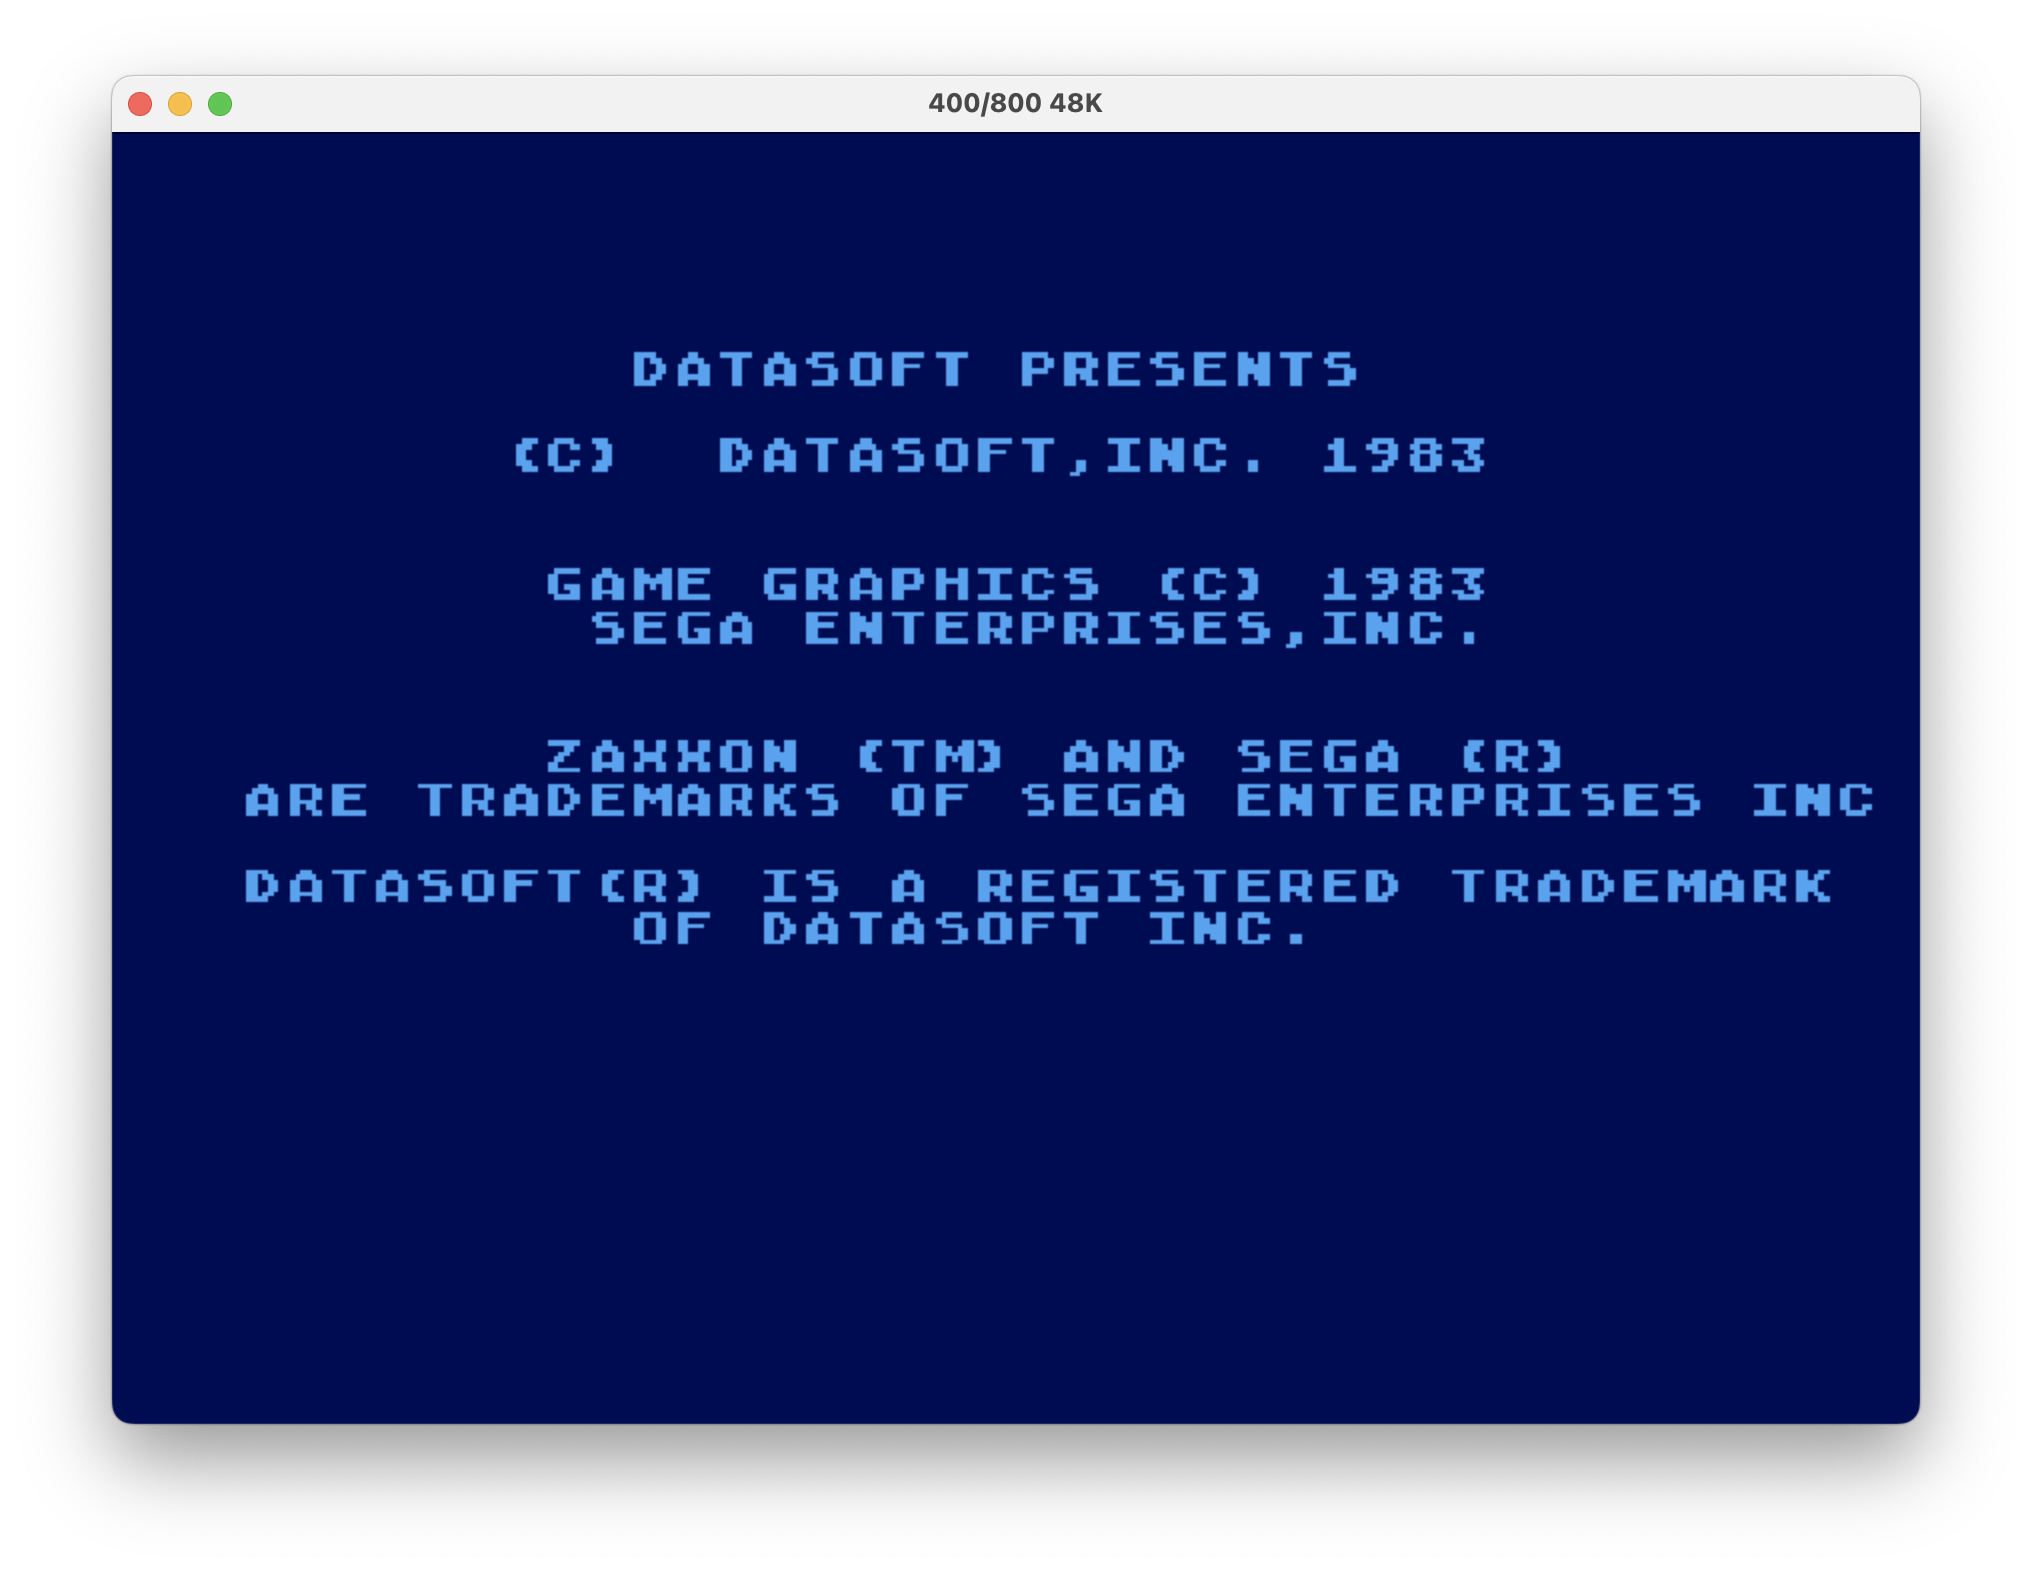 400/800 48K
DATASOFT PRESENTS
(C)  DATASOFT,INC. 1983
GAME GRAPHICS (C) 1983
SEGA ENTERPRISES,INC.
ZAXXON (TM) AND SEGA (R)
ARE TRADEMARKS OF SEGA ENTERPRISES INC
DATASOFT(R) IS A REGISTERED TRADEMARK
OF DATASOFT INC.